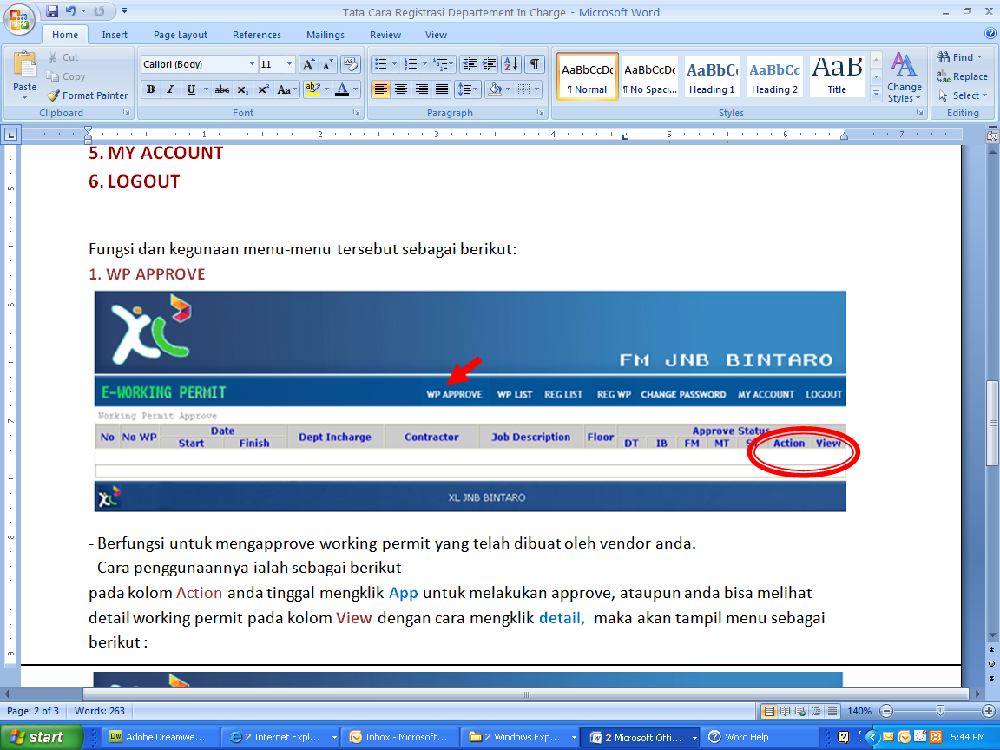 Tata Cara Registrasi Departement In Charge - Microsoft Word
Home Insert Page Layout References Mailings Review View
Paste
Cut
Copy
Format Painter
Clipboard
Calibri (Body) 11
Font
Paragraph
AaBbCcDc AaBbCcDc AaBbC AaBbCc AaB
¶ Normal ¶ No Spaci... Heading 1 Heading 2 Title
Change Styles
Styles
Find
Replace
Select
Editing
1 2 3 4 5 6 7
5. MY ACCOUNT
6. LOGOUT
Fungsi dan kegunaan menu-menu tersebut sebagai berikut:
1. WP APPROVE
XL
FM JNB BINTARO
E-WORKING PERMIT
WP APPROVE WP LIST REG LIST REG WP CHANGE PASSWORD MY ACCOUNT LOGOUT
Working Permit Approve
No No WP Date Dept Incharge Contractor Job Description Floor Approve Status
Start Finish DT IB FM MT Action View
XL JNB BINTARO
- Berfungsi untuk mengapprove working permit yang telah dibuat oleh vendor anda.
- Cara penggunaannya ialah sebagai berikut
pada kolom Action anda tinggal mengklik App untuk melakukan approve, ataupun anda bisa melihat
detail working permit pada kolom View dengan cara mengklik detail, maka akan tampil menu sebagai
berikut :
Page: 2 of 3 Words: 263 140%
start Adobe Dreamwe... 2 Internet Expl... Inbox - Microsoft... 2 Windows Exp... 2 Microsoft Offi... Word Help 5:44 PM